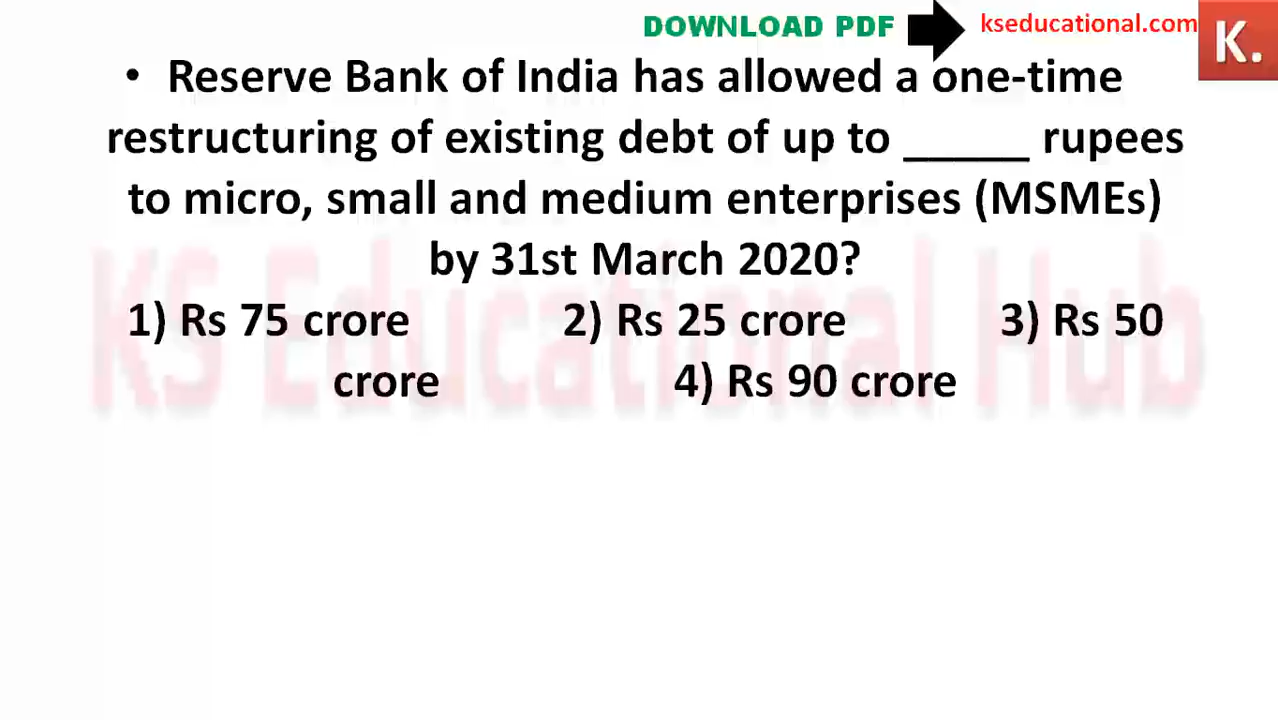 DOWNLOAD PDF kseducational.com K.
• Reserve Bank of India has allowed a one-time
restructuring of existing debt of up to _____ rupees
to micro, small and medium enterprises (MSMEs)
by 31st March 2020?
1) Rs 75 crore 2) Rs 25 crore 3) Rs 50
crore 4) Rs 90 crore
KS Educational Hub